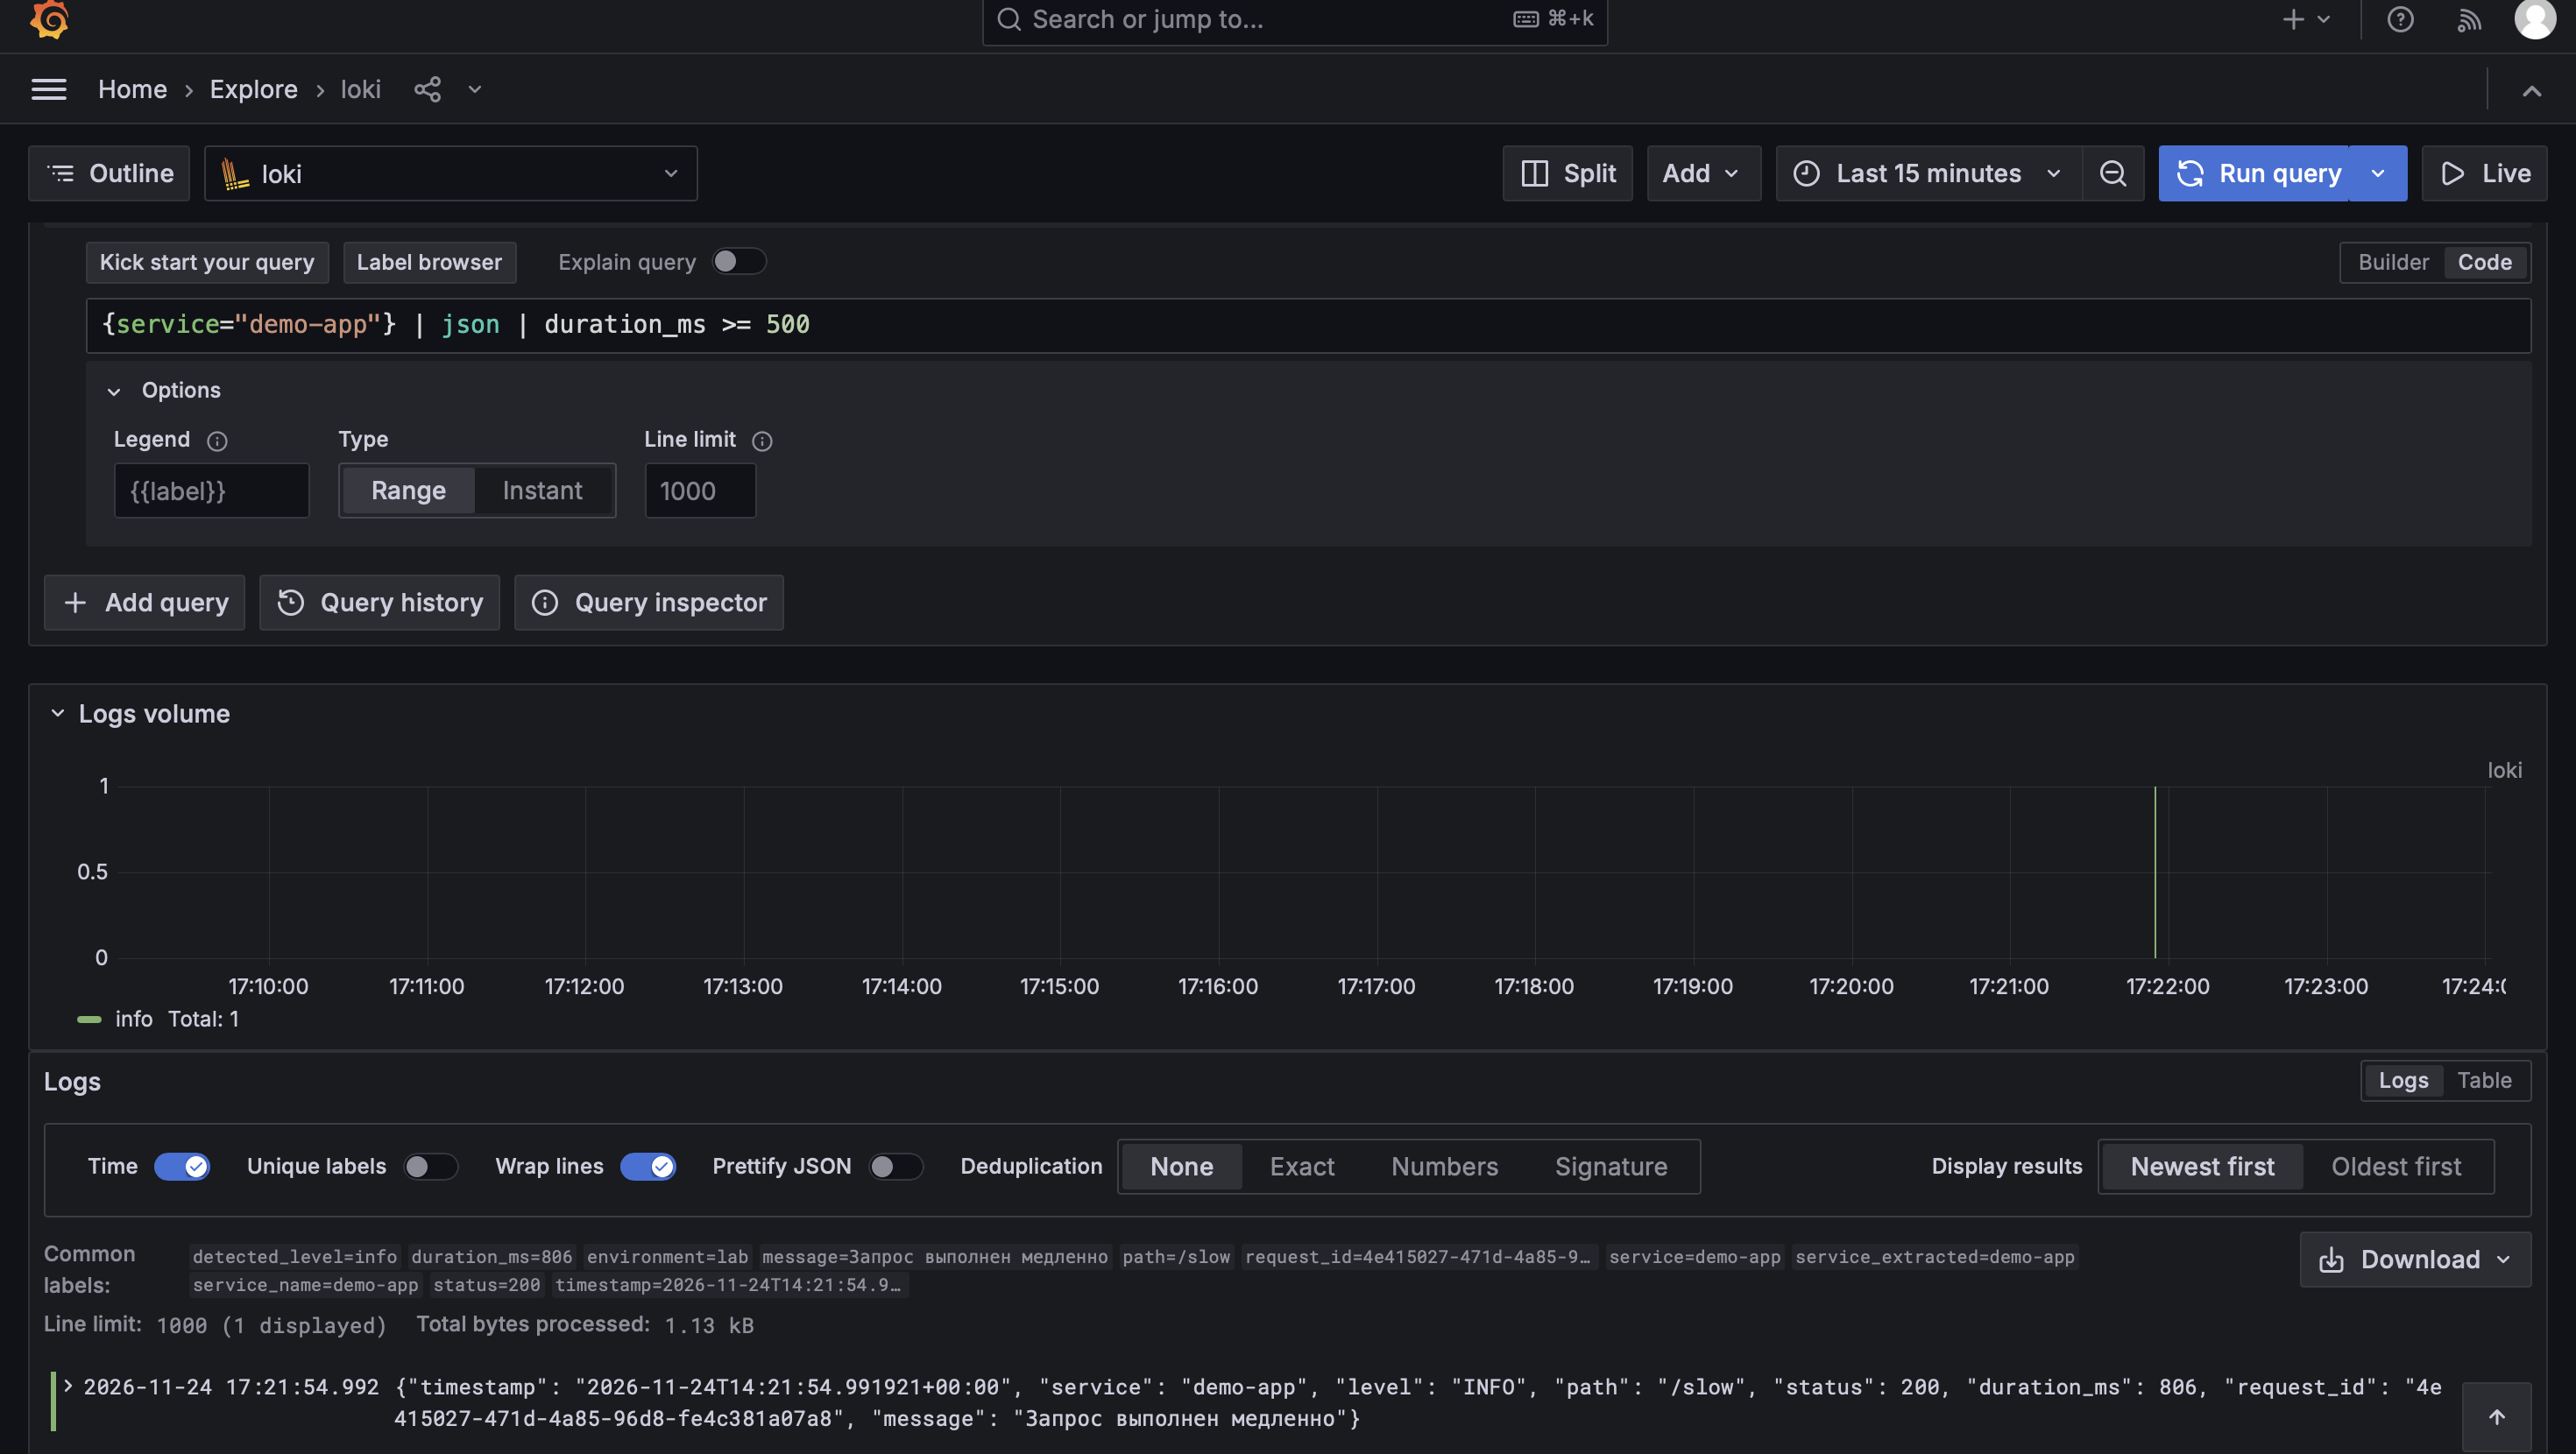 Search or jump to... ⌘+k
Home › Explore › loki
Outline loki Split Add Last 15 minutes Run query Live
Kick start your query Label browser Explain query Builder Code
{service="demo-app"} | json | duration_ms >= 500
Options
Legend Type Line limit
{{label}} Range Instant 1000
+ Add query Query history Query inspector
Logs volume
loki
1
0.5
0
17:10:00 17:11:00 17:12:00 17:13:00 17:14:00 17:15:00 17:16:00 17:17:00 17:18:00 17:19:00 17:20:00 17:21:00 17:22:00 17:23:00 17:24:0
info Total: 1
Logs Logs Table
Time Unique labels Wrap lines Prettify JSON Deduplication None Exact Numbers Signature Display results Newest first Oldest first
Common detected_level=info duration_ms=806 environment=lab message=Запрос выполнен медленно path=/slow request_id=4e415027-471d-4a85-9… service=demo-app service_extracted=demo-app Download
labels: service_name=demo-app status=200 timestamp=2026-11-24T14:21:54.9…
Line limit: 1000 (1 displayed) Total bytes processed: 1.13 kB
2026-11-24 17:21:54.992 {"timestamp": "2026-11-24T14:21:54.991921+00:00", "service": "demo-app", "level": "INFO", "path": "/slow", "status": 200, "duration_ms": 806, "request_id": "4e
415027-471d-4a85-96d8-fe4c381a07a8", "message": "Запрос выполнен медленно"}